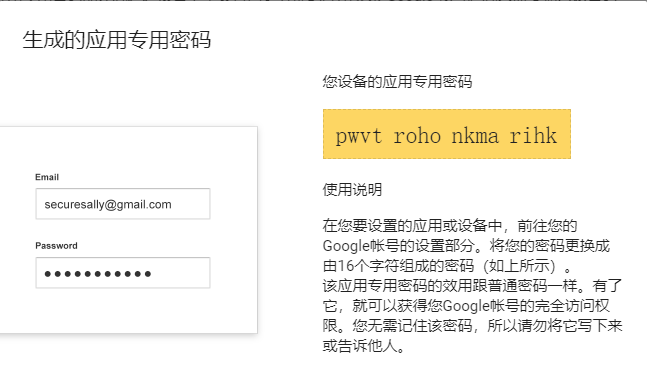 生成的应用专用密码
您设备的应用专用密码
pwvt roho nkma rihk
Email
securesally@gmail.com
Password
使用说明
在您要设置的应用或设备中，前往您的
Google帐号的设置部分。将您的密码更换成
由16个字符组成的密码（如上所示）。
该应用专用密码的效用跟普通密码一样。有了
它，就可以获得您Google帐号的完全访问权
限。您无需记住该密码，所以请勿将它写下来
或告诉他人。